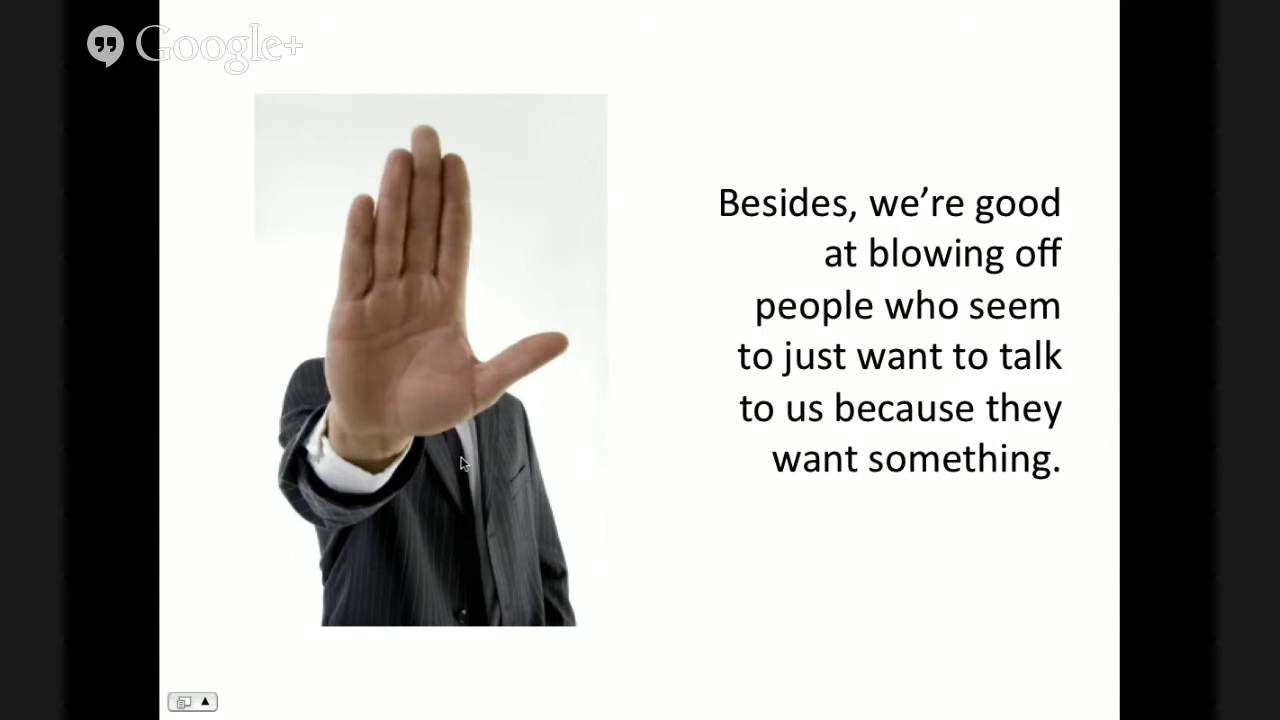 Google+
Besides, we’re good
at blowing off
people who seem
to just want to talk
to us because they
want something.